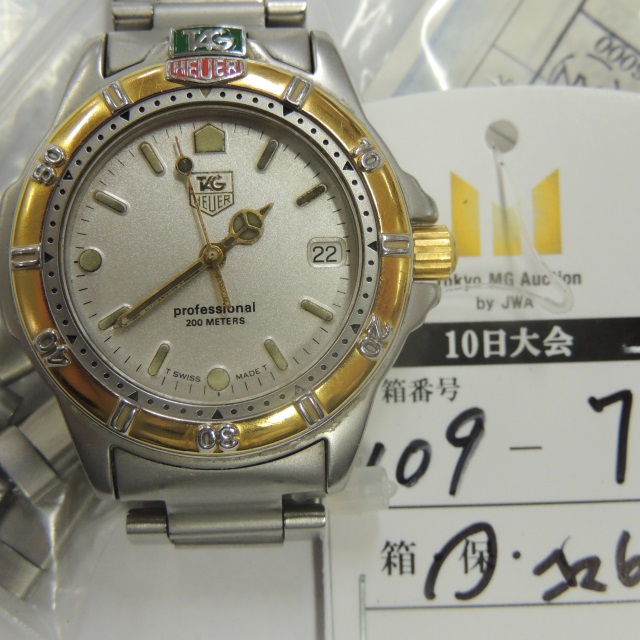 TAG
HEUER
50
10
TAG
HEUER
22
professional
200 METERS
40
20
T SWISS MADE T
30
Tokyo MG Auction
by JWA
10日大会
箱番号
109-7
箱・保・